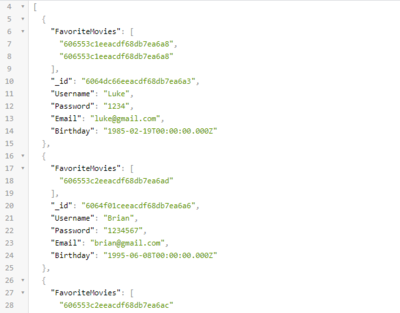 4 [
5 {
6 "FavoriteMovies": [
7 "606553c1eeacdf68db7ea6a8",
8 "606553c1eeacdf68db7ea6a8"
9 ],
10 "_id": "6064dc66eeacdf68db7ea6a3",
11 "Username": "Luke",
12 "Password": "1234",
13 "Email": "luke@gmail.com",
14 "Birthday": "1985-02-19T00:00:00.000Z"
15 },
16 {
17 "FavoriteMovies": [
18 "606553c2eeacdf68db7ea6ad"
19 ],
20 "_id": "6064f01ceeacdf68db7ea6a6",
21 "Username": "Brian",
22 "Password": "1234567",
23 "Email": "brian@gmail.com",
24 "Birthday": "1995-06-08T00:00:00.000Z"
25 },
26 {
27 "FavoriteMovies": [
28 "606553c2eeacdf68db7ea6ac"